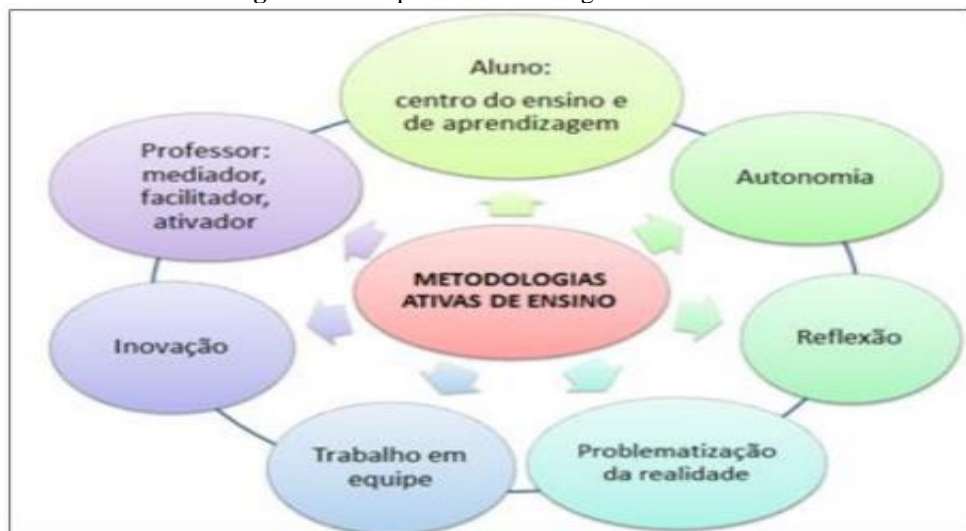 Aluno:
centro do ensino e
de aprendizagem
Autonomia
Reflexão
Problematização
da realidade
Trabalho em
equipe
Inovação
Professor:
mediador,
facilitador,
ativador
METODOLOGIAS
ATIVAS DE ENSINO